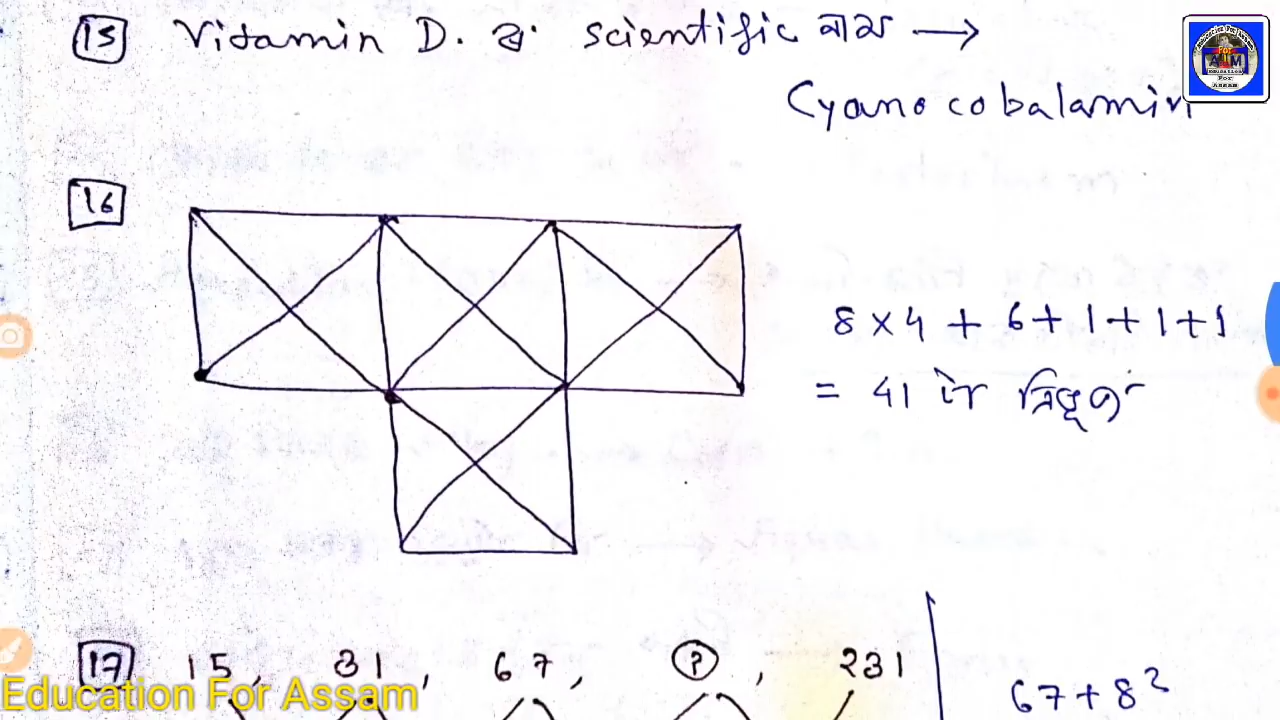 15 Vitamin D. ৰ. scientific নাম →
Cyanocobalamin
16
8 × 4 + 6 + 1 + 1 + 1
= 41 টা ত্রিভূজ
17 15, 31, 67, ?, 231
67 + 8²
Education For Assam